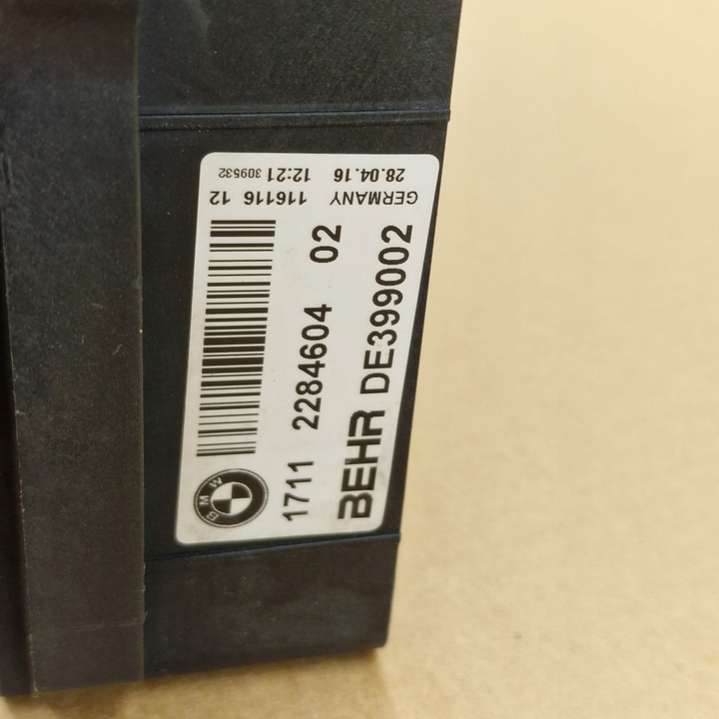 BMW
1711 2284604 02
BEHR DE399002
GERMANY 116116 12
28.04.16 12:21 309532